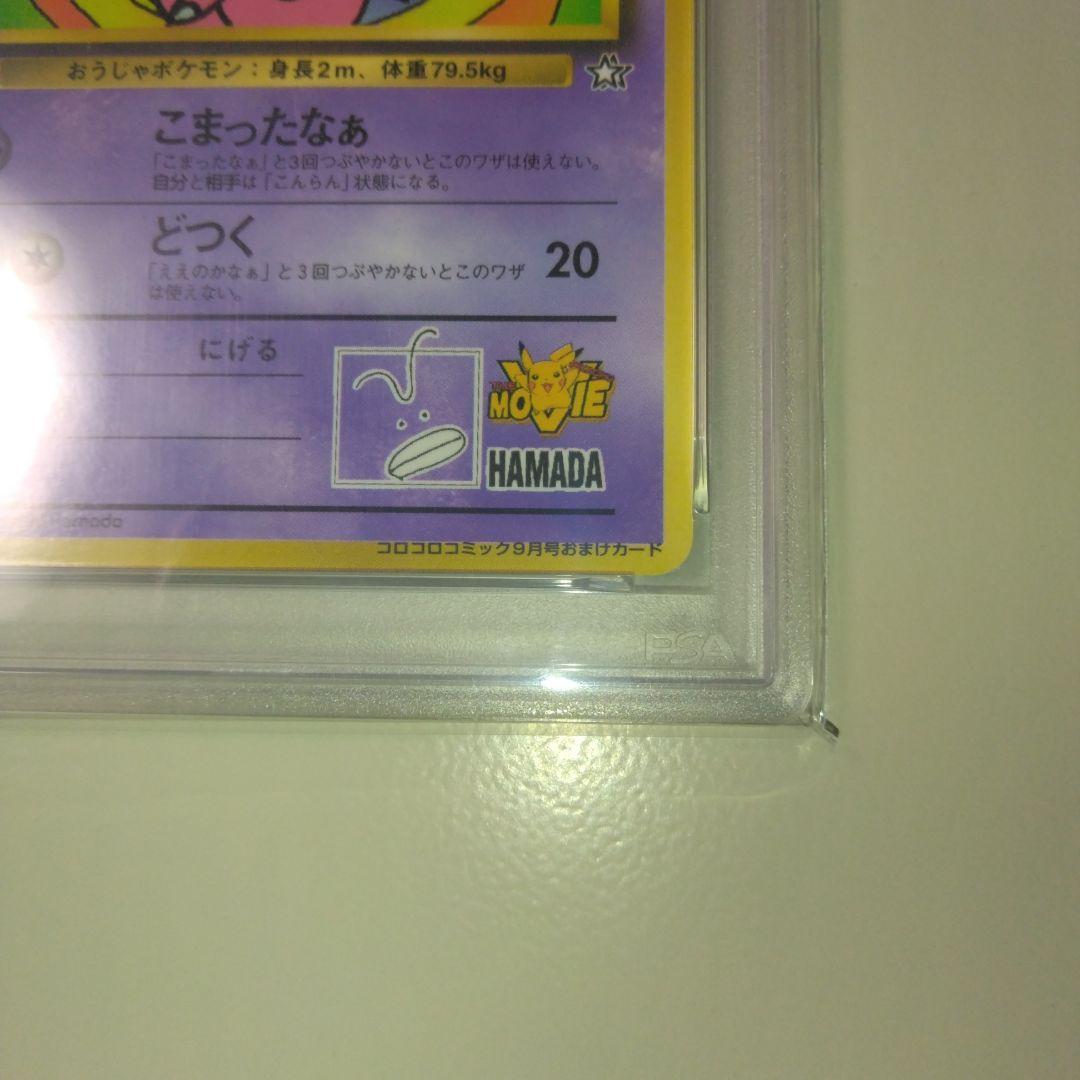 おうじゃポケモン：身長2m、体重79.5kg
こまったなぁ
「こまったなぁ」と3回つぶやかないとこのワザは使えない。
自分と相手は「こんらん」状態になる。
どつく
20
「ええのかなぁ」と3回つぶやかないとこのワザ
は使えない。
にげる
THE
MOVIE
HAMADA
Hamada
コロコロコミック9月号おまけカード
PSA